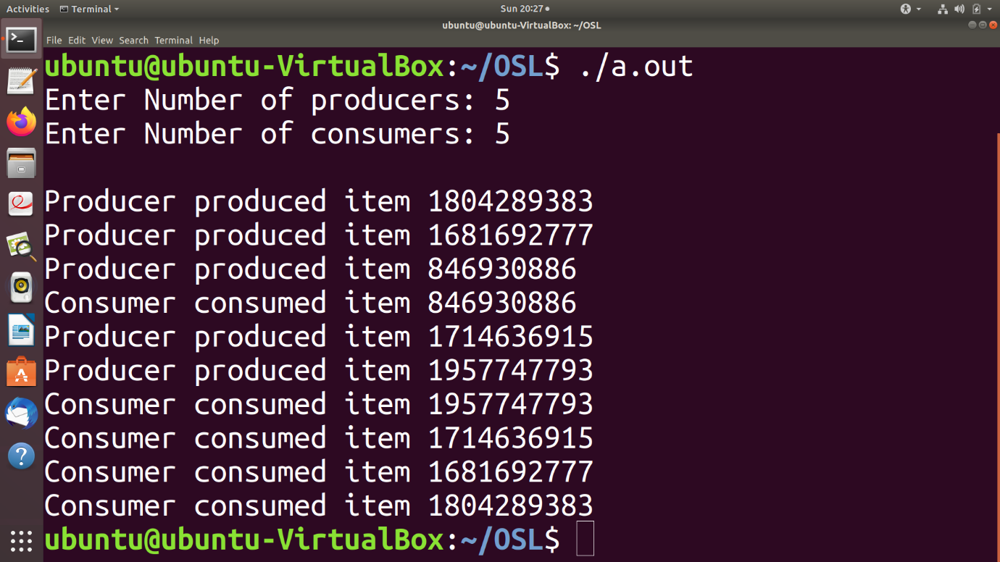 Activities Terminal Sun 20:27
ubuntu@ubuntu-VirtualBox: ~/OSL
File Edit View Search Terminal Help
ubuntu@ubuntu-VirtualBox:~/OSL$ ./a.out
Enter Number of producers: 5
Enter Number of consumers: 5
Producer produced item 1804289383
Producer produced item 1681692777
Producer produced item 846930886
Consumer consumed item 846930886
Producer produced item 1714636915
Producer produced item 1957747793
Consumer consumed item 1957747793
Consumer consumed item 1714636915
Consumer consumed item 1681692777
Consumer consumed item 1804289383
ubuntu@ubuntu-VirtualBox:~/OSL$